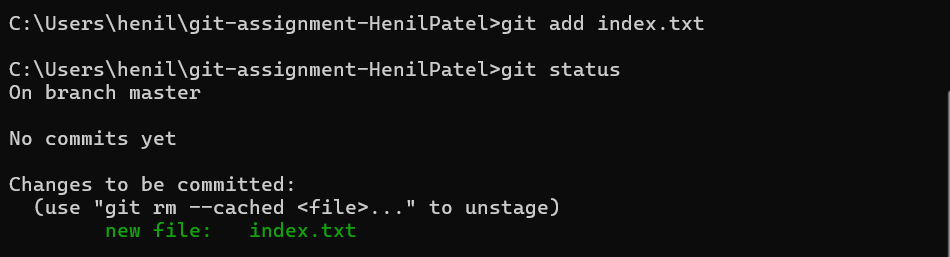 C:\Users\henil\git-assignment-HenilPatel>git add index.txt
C:\Users\henil\git-assignment-HenilPatel>git status
On branch master
No commits yet
Changes to be committed:
  (use "git rm --cached <file>..." to unstage)
        new file:   index.txt